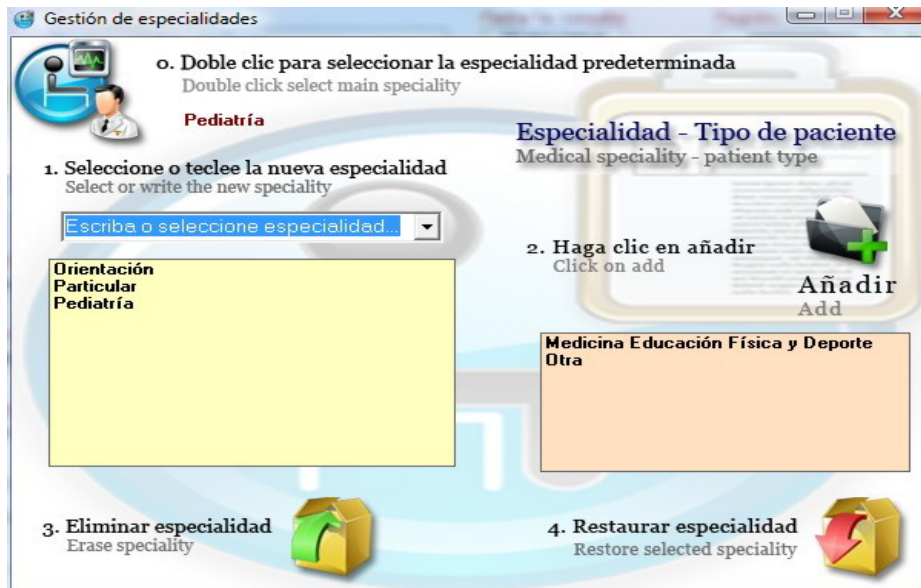 Gestión de especialidades
0. Doble clic para seleccionar la especialidad predeterminada
Double click select main speciality
Pediatría
Especialidad - Tipo de paciente
Medical speciality - patient type
1. Seleccione o teclee la nueva especialidad
Select or write the new speciality
Escriba o seleccione especialidad...
2. Haga clic en añadir
Click on add
Añadir
Add
Orientación
Particular
Pediatría
Medicina Educación Física y Deporte
Otra
3. Eliminar especialidad
Erase speciality
4. Restaurar especialidad
Restore selected speciality